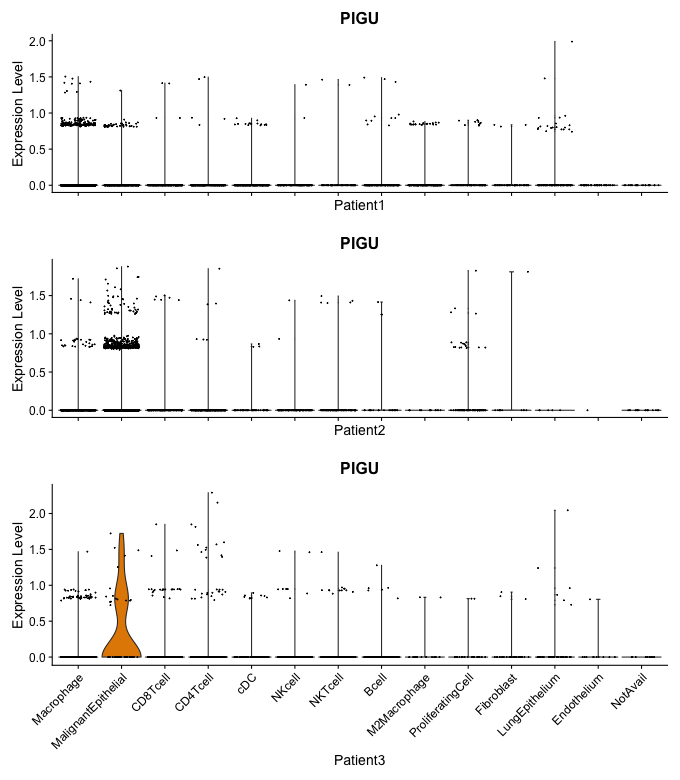 PIGU
Expression Level
2.0
1.5
1.0
0.5
0.0
Patient1
PIGU
Expression Level
1.5
1.0
0.5
0.0
Patient2
PIGU
Expression Level
2.0
1.5
1.0
0.5
0.0
Macrophage
MalignantEpithelial
CD8Tcell
CD4Tcell
cDC
NKcell
NKTcell
Bcell
M2Macrophage
ProliferatingCell
Fibroblast
LungEpithelium
Endothelium
NotAvail
Patient3